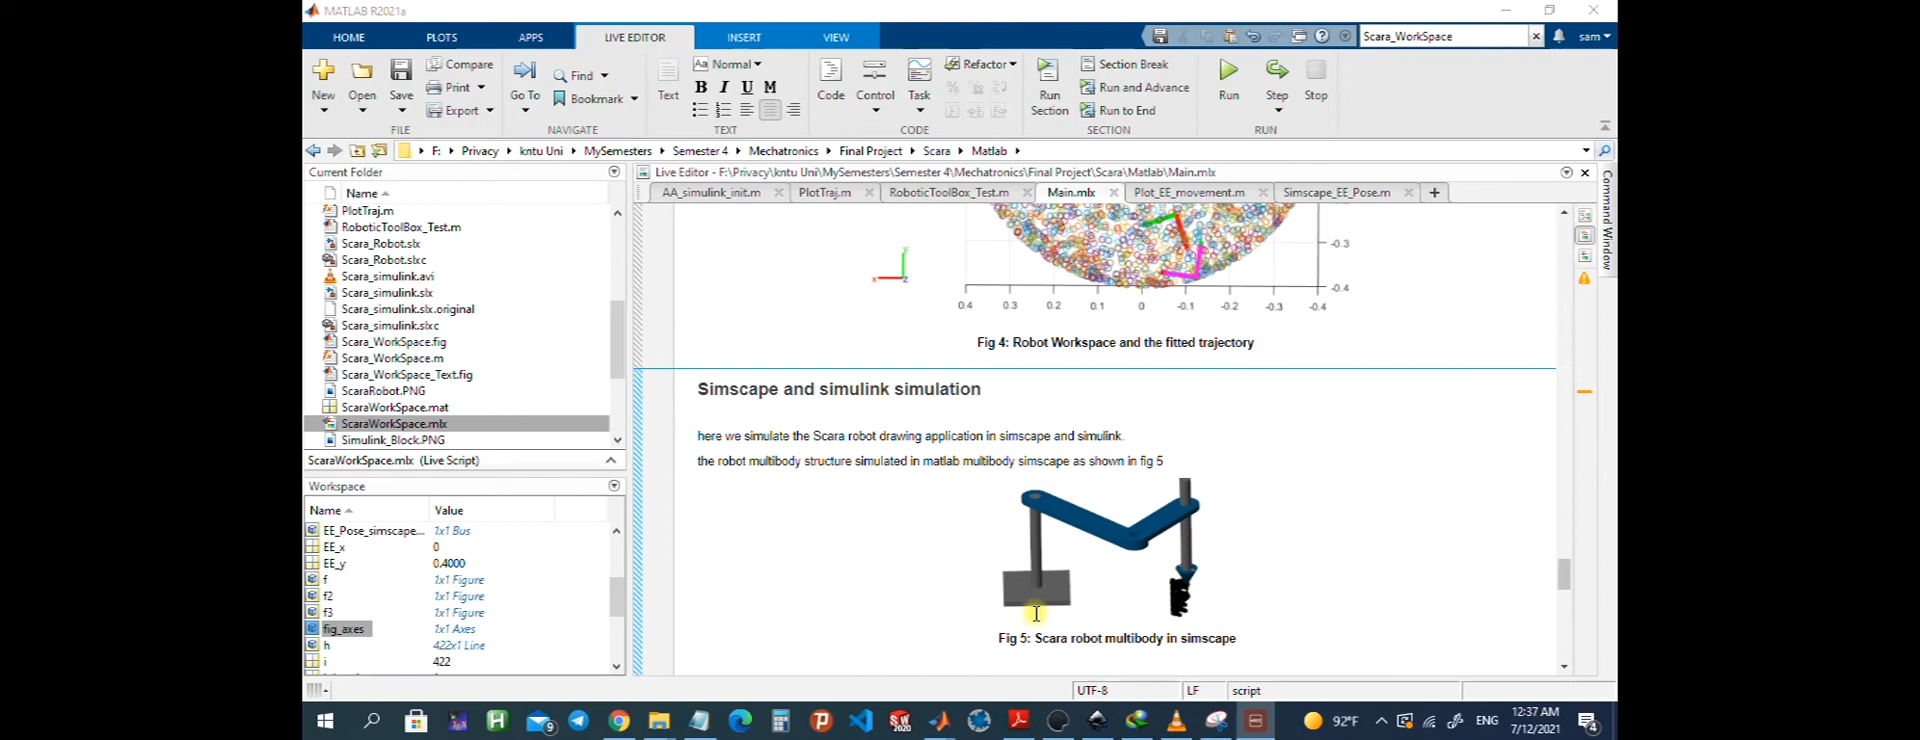 MATLAB R2021a
HOME PLOTS APPS LIVE EDITOR INSERT VIEW
Scara_WorkSpace
sam
New Open Save
Compare
Print
Export
Go To
Find
Bookmark
Text
Aa Normal
B I U M
Code Control Task
Refactor
Run Section
Section Break
Run and Advance
Run to End
Run Step Stop
FILE NAVIGATE TEXT CODE SECTION RUN
F: Privacy kntu Uni MySemesters Semester 4 Mechatronics Final Project Scara Matlab
Current Folder
Name
PlotTraj.m
RoboticToolBox_Test.m
Scara_Robot.slx
Scara_Robot.slxc
Scara_simulink.avi
Scara_simulink.slx
Scara_simulink.slx.original
Scara_simulink.slxc
Scara_WorkSpace.fig
Scara_WorkSpace.m
Scara_WorkSpace_Text.fig
ScaraRobot.PNG
ScaraWorkSpace.mat
ScaraWorkSpace.mlx
Simulink_Block.PNG
ScaraWorkSpace.mlx (Live Script)
Workspace
Name Value
EE_Pose_simscape... 1x1 Bus
EE_x 0
EE_y 0.4000
f 1x1 Figure
f2 1x1 Figure
f3 1x1 Figure
fig_axes 1x1 Axes
h 422x1 Line
i 422
Live Editor - F:\Privacy\kntu Uni\MySemesters\Semester 4\Mechatronics\Final Project\Scara\Matlab\Main.mlx
AA_simulink_init.m PlotTraj.m RoboticToolBox_Test.m Main.mlx Plot_EE_movement.m Simscape_EE_Pose.m
-0.3
-0.4
y
x
z
0.4 0.3 0.2 0.1 0 -0.1 -0.2 -0.3 -0.4
Fig 4: Robot Workspace and the fitted trajectory
Simscape and simulink simulation
here we simulate the Scara robot drawing application in simscape and simulink.
the robot multibody structure simulated in matlab multibody simscape as shown in fig 5
Fig 5: Scara robot multibody in simscape
Command Window
UTF-8 LF script
92°F ENG
12:37 AM
7/12/2021
9
4